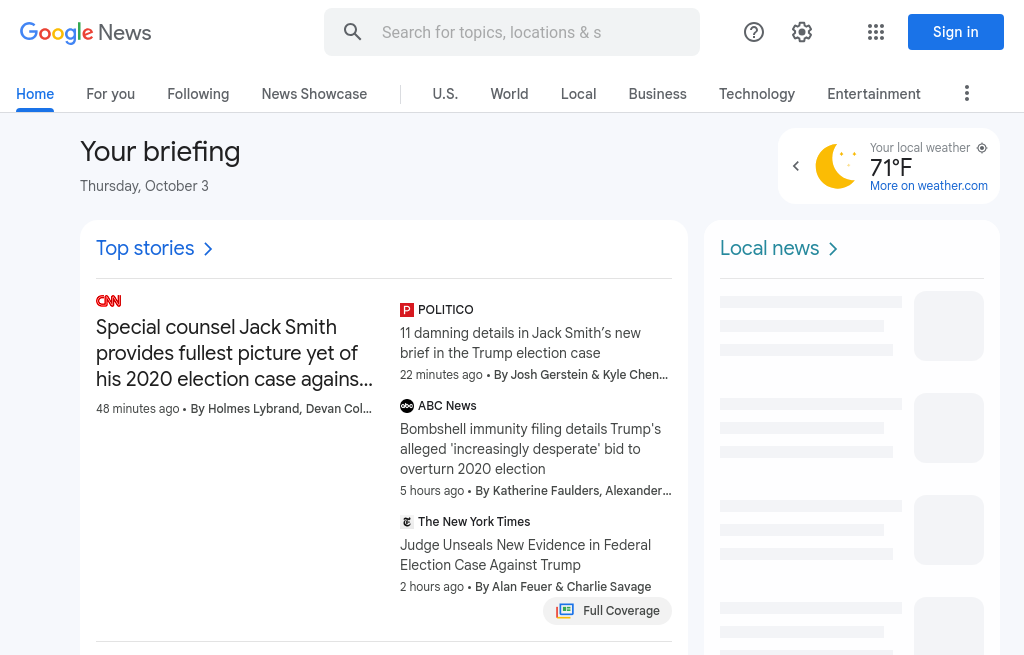 Google News
Search for topics, locations & s
Sign in
Home
For you
Following
News Showcase
U.S.
World
Local
Business
Technology
Entertainment
Your briefing
Thursday, October 3
Your local weather
71°F
More on weather.com
Top stories
CNN
Special counsel Jack Smith
provides fullest picture yet of
his 2020 election case agains...
48 minutes ago • By Holmes Lybrand, Devan Col...
P POLITICO
11 damning details in Jack Smith’s new
brief in the Trump election case
22 minutes ago • By Josh Gerstein & Kyle Chen...
abc ABC News
Bombshell immunity filing details Trump's
alleged 'increasingly desperate' bid to
overturn 2020 election
5 hours ago • By Katherine Faulders, Alexander...
The New York Times
Judge Unseals New Evidence in Federal
Election Case Against Trump
2 hours ago • By Alan Feuer & Charlie Savage
Full Coverage
Local news